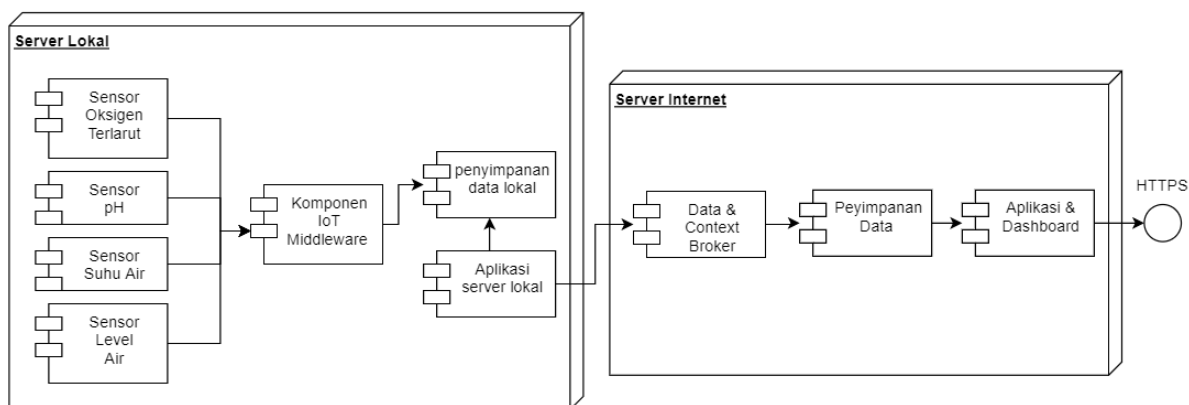 Server Lokal
Sensor
Oksigen
Terlarut
Sensor
pH
Sensor
Suhu Air
Sensor
Level
Air
Komponen
IoT
Middleware
penyimpanan
data lokal
Aplikasi
server lokal
Server Internet
Data &
Context
Broker
Peyimpanan
Data
Aplikasi &
Dashboard
HTTPS